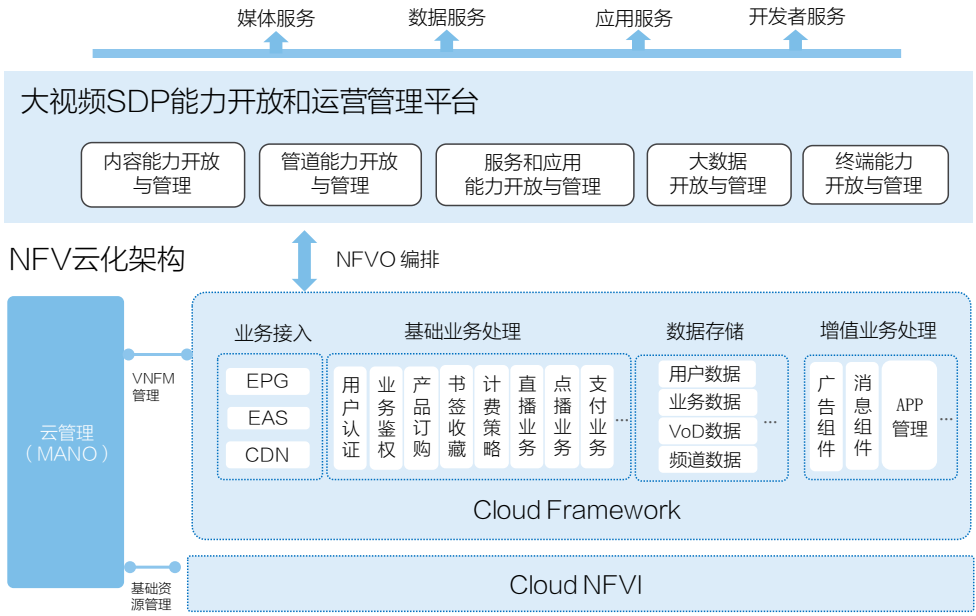 媒体服务
数据服务
应用服务
开发者服务
大视频SDP能力开放和运营管理平台
内容能力开放
与管理
管道能力开放
与管理
服务和应用
能力开放与管理
大数据
开放与管理
终端能力
开放与管理
NFV云化架构
NFVO 编排
云管理
（MANO）
VNFM
管理
基础资
源管理
业务接入
EPG
EAS
CDN
基础业务处理
用户认证
业务鉴权
产品订购
书签收藏
计费策略
直播业务
点播业务
支付业务
...
数据存储
用户数据
业务数据
VoD数据
频道数据
...
增值业务处理
广告组件
消息组件
APP
管理
...
Cloud Framework
Cloud NFVI